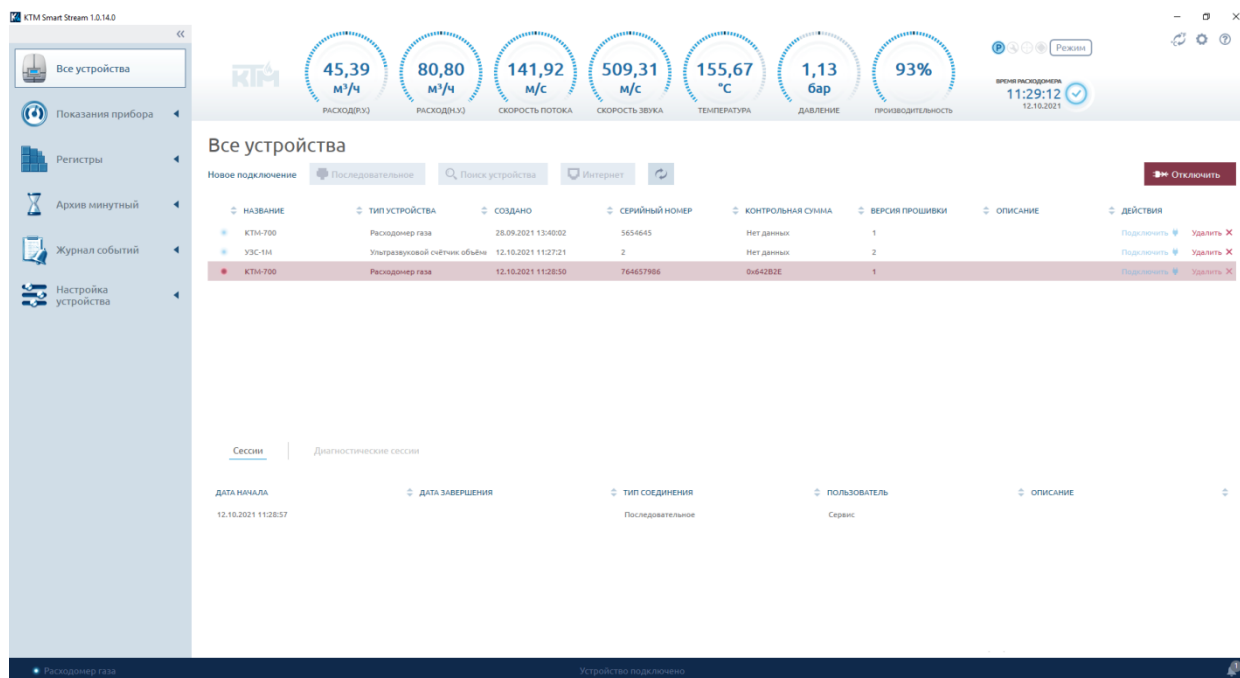 KTM Smart Stream 1.0.14.0
Все устройства
Показания прибора
Регистры
Архив минутный
Журнал событий
Настройка
устройства
КТМ
45,39
м³/ч
РАСХОД(Р.У.)
80,80
м³/ч
РАСХОД(Н.У.)
141,92
м/с
СКОРОСТЬ ПОТОКА
509,31
м/с
СКОРОСТЬ ЗВУКА
155,67
°C
ТЕМПЕРАТУРА
1,13
бар
ДАВЛЕНИЕ
93%
ПРОИЗВОДИТЕЛЬНОСТЬ
P Режим
ВРЕМЯ РАСХОДОМЕРА
11:29:12
12.10.2021
Все устройства
Новое подключение Последовательное Поиск устройства Интернет Отключить
НАЗВАНИЕ ТИП УСТРОЙСТВА СОЗДАНО СЕРИЙНЫЙ НОМЕР КОНТРОЛЬНАЯ СУММА ВЕРСИЯ ПРОШИВКИ ОПИСАНИЕ ДЕЙСТВИЯ
КТМ-700 Расходомер газа 28.09.2021 13:40:02 5654645 Нет данных 1 Подключить Удалить
УЗС-1М Ультразвуковой счётчик объёма 12.10.2021 11:27:21 2 Нет данных 2 Подключить Удалить
КТМ-700 Расходомер газа 12.10.2021 11:28:50 764657986 0x642B2E 1 Подключить Удалить
Сессии Диагностические сессии
ДАТА НАЧАЛА ДАТА ЗАВЕРШЕНИЯ ТИП СОЕДИНЕНИЯ ПОЛЬЗОВАТЕЛЬ ОПИСАНИЕ
12.10.2021 11:28:57 Последовательное Сервис
Расходомер газа Устройство подключено 1